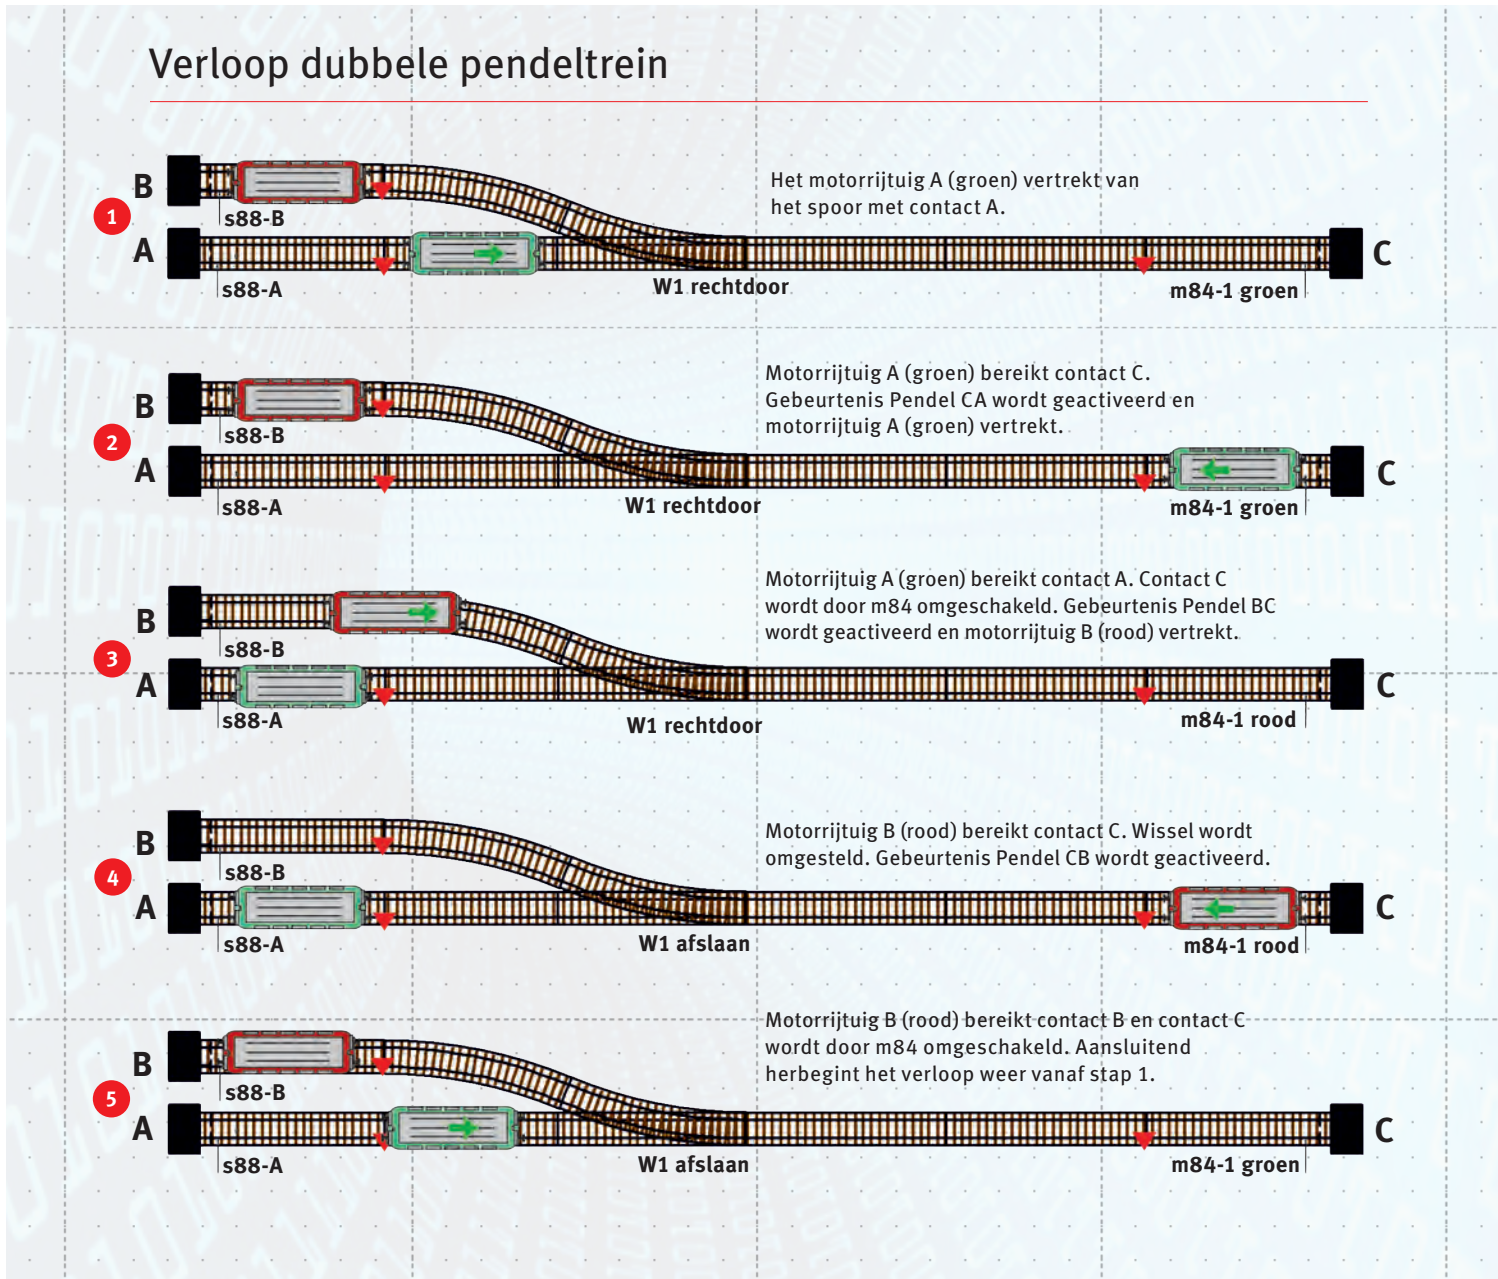 Verloop dubbele pendeltrein
B
1
s88-B
Het motorrijtuig A (groen) vertrekt van
het spoor met contact A.
A
C
s88-A
W1 rechtdoor
m84-1 groen
Motorrijtuig A (groen) bereikt contact C.
Gebeurtenis Pendel CA wordt geactiveerd en
motorrijtuig A (groen) vertrekt.
B
2
s88-B
A
C
s88-A
W1 rechtdoor
m84-1 groen
Motorrijtuig A (groen) bereikt contact A. Contact C
wordt door m84 omgeschakeld. Gebeurtenis Pendel BC
wordt geactiveerd en motorrijtuig B (rood) vertrekt.
B
3
s88-B
A
C
s88-A
W1 rechtdoor
m84-1 rood
Motorrijtuig B (rood) bereikt contact C. Wissel wordt
omgesteld. Gebeurtenis Pendel CB wordt geactiveerd.
B
4
s88-B
A
C
s88-A
W1 afslaan
m84-1 rood
Motorrijtuig B (rood) bereikt contact B en contact C
wordt door m84 omgeschakeld. Aansluitend
herbegint het verloop weer vanaf stap 1.
B
5
s88-B
A
C
s88-A
W1 afslaan
m84-1 groen